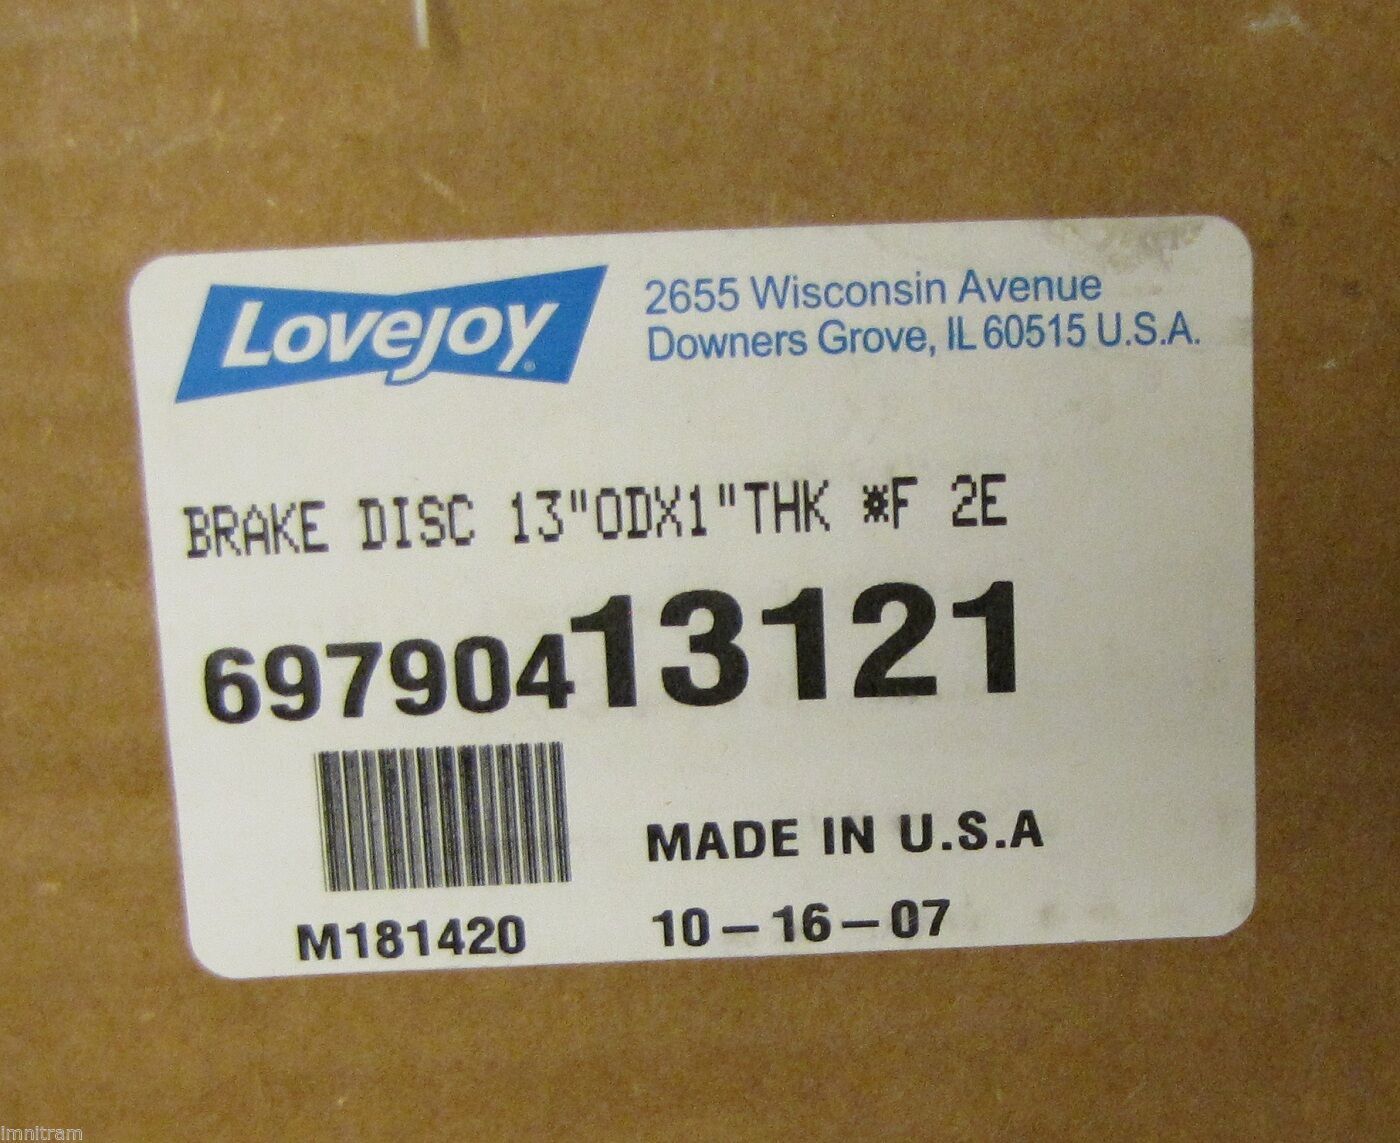 Lovejoy®
2655 Wisconsin Avenue
Downers Grove, IL 60515 U.S.A.
BRAKE DISC 13"ODX1"THK *F 2E
69790413121
MADE IN U.S.A
M181420
10-16-07
imnitram